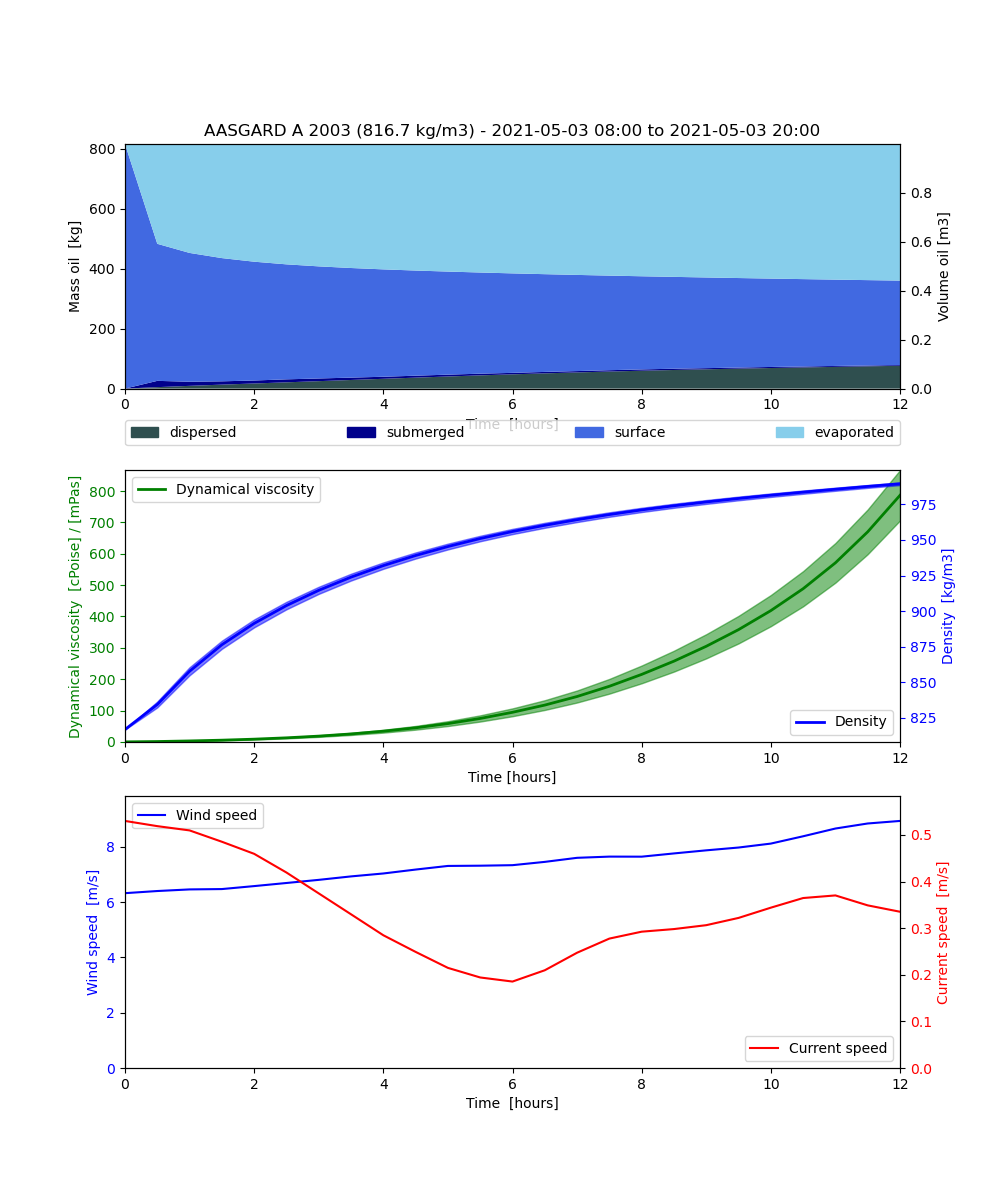 AASGARD A 2003 (816.7 kg/m3) - 2021-05-03 08:00 to 2021-05-03 20:00
Mass oil  [kg]
800
600
400
200
0
0.8
0.6
0.4
0.2
0.0
Volume oil [m3]
0 2 4 6 8 10 12
Time  [hours]
dispersed submerged surface evaporated
Dynamical viscosity  [cPoise] / [mPas]
800
700
600
500
400
300
200
100
0
Dynamical viscosity
Density
975
950
925
900
875
850
825
Density  [kg/m3]
0 2 4 6 8 10 12
Time [hours]
Wind speed  [m/s]
8
6
4
2
0
Wind speed
Current speed
0.5
0.4
0.3
0.2
0.1
0.0
Current speed  [m/s]
0 2 4 6 8 10 12
Time  [hours]